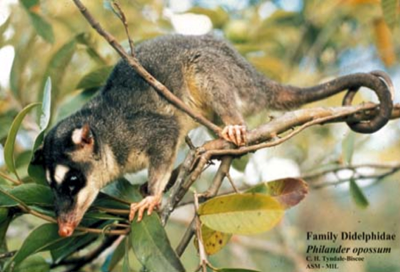 Family Didelphidae
Philander opossum
C. H. Tyndale-Biscoe
ASM - MIL